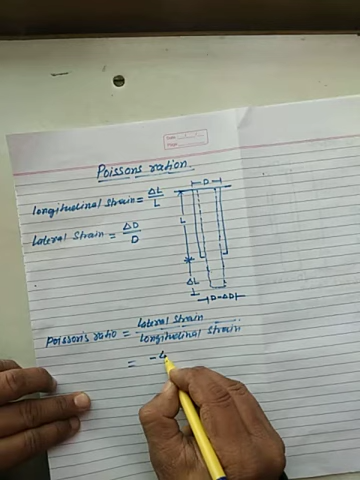 Poissons ration
D
Longitudinal strain = ΔL/L
L
Lateral strain = ΔD/D
ΔL
D-ΔD
Poisson's ratio = Lateral strain / Longitudinal strain
= -